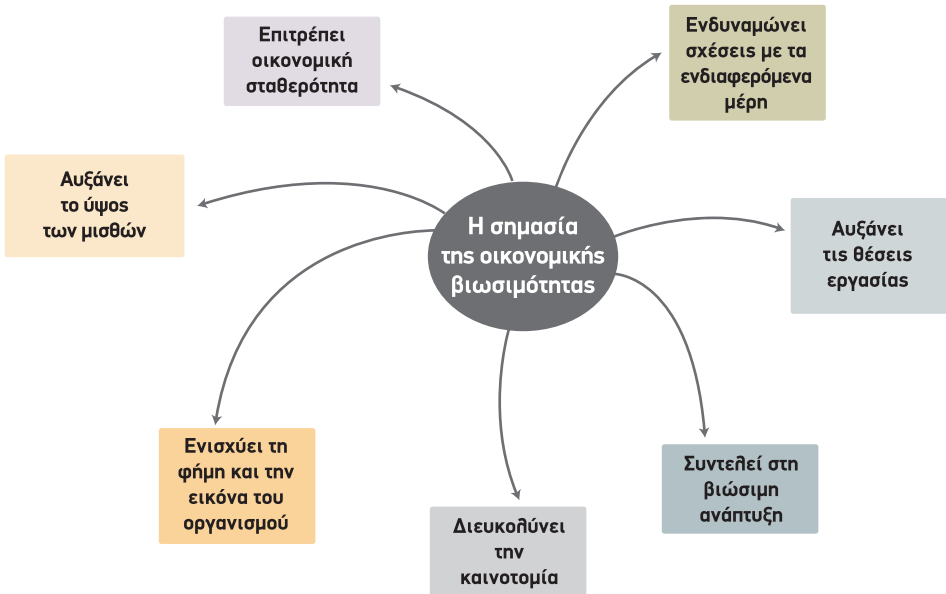 Επιτρέπει
οικονομική
σταθερότητα
Ενδυναμώνει
σχέσεις με τα
ενδιαφερόμενα
μέρη
Αυξάνει
το ύψος
των μισθών
Η σημασία
της οικονομικής
βιωσιμότητας
Αυξάνει
τις θέσεις
εργασίας
Ενισχύει τη
φήμη και την
εικόνα του
οργανισμού
Συντελεί στη
βιώσιμη
ανάπτυξη
Διευκολύνει
την
καινοτομία